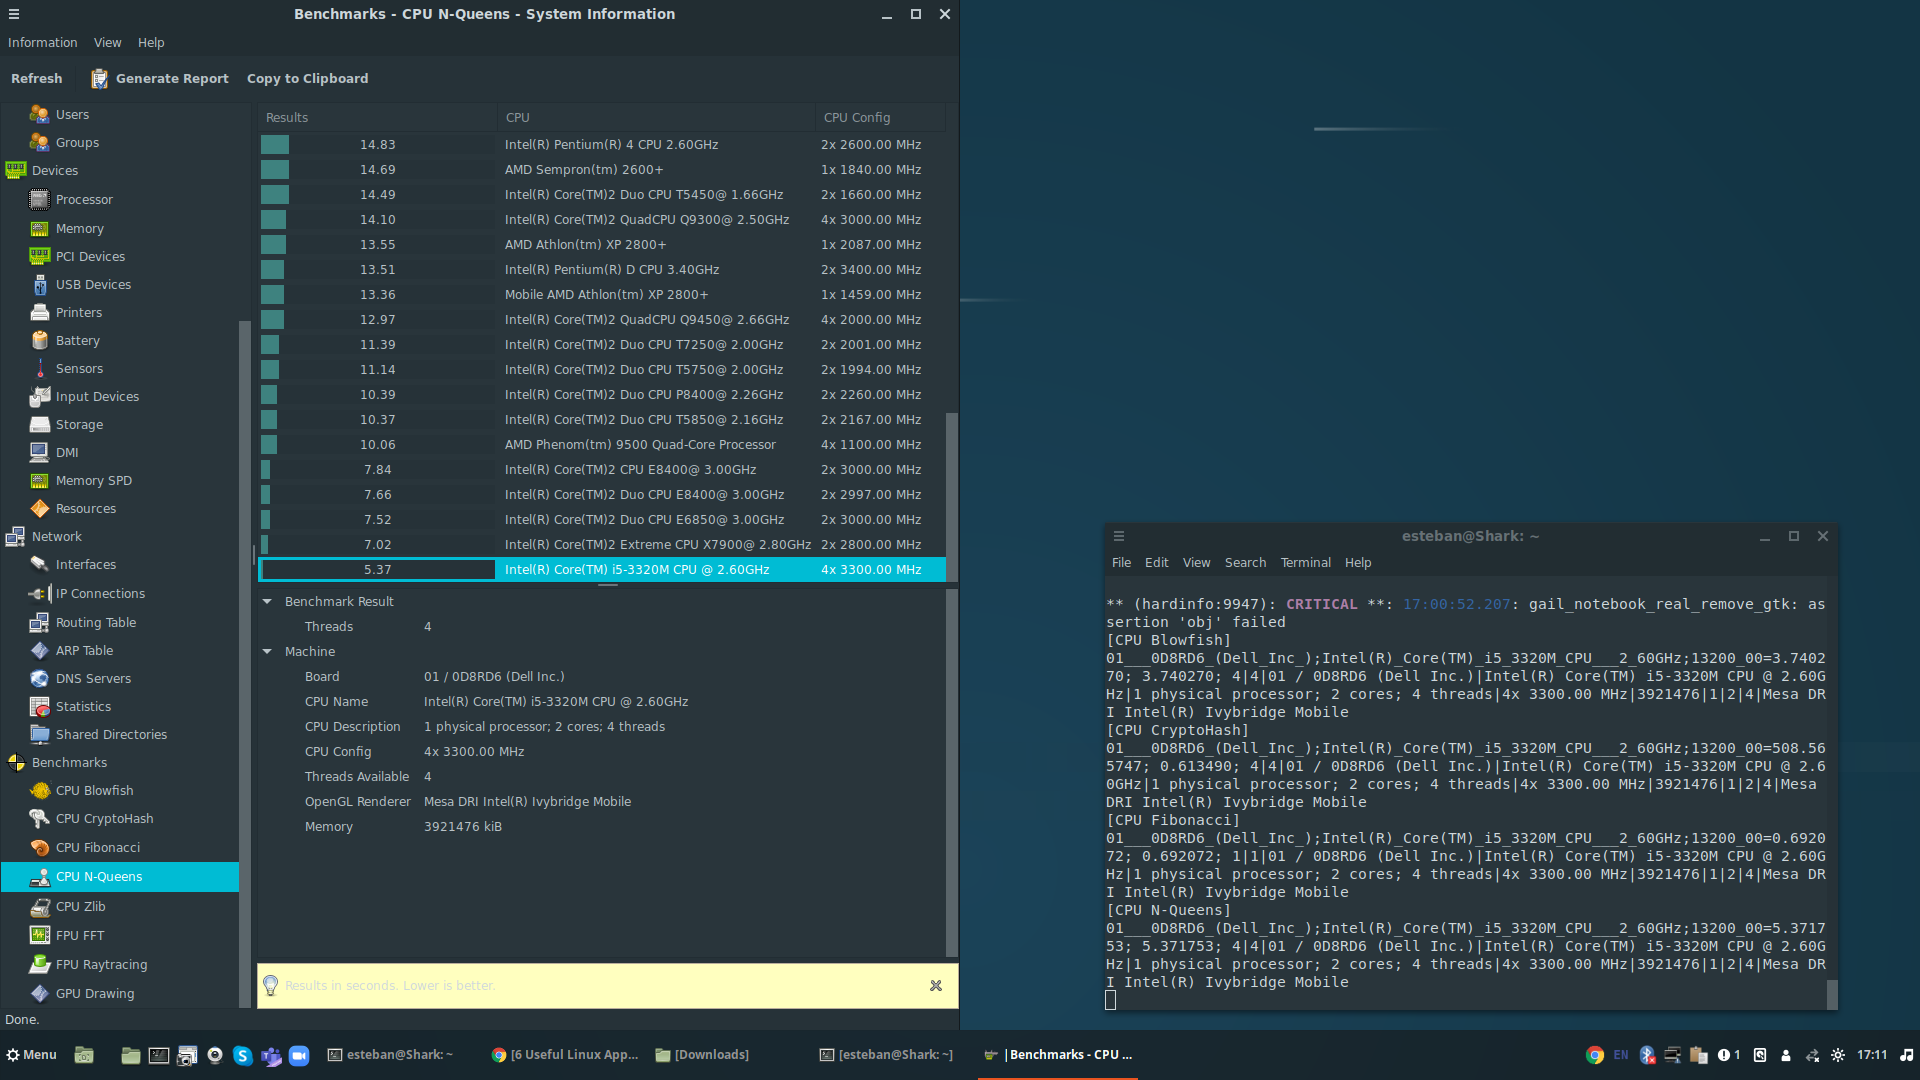 Benchmarks - CPU N-Queens - System Information
Information View Help
Refresh Generate Report Copy to Clipboard
Users
Groups
Devices
Processor
Memory
PCI Devices
USB Devices
Printers
Battery
Sensors
Input Devices
Storage
DMI
Memory SPD
Resources
Network
Interfaces
IP Connections
Routing Table
ARP Table
DNS Servers
Statistics
Shared Directories
Benchmarks
CPU Blowfish
CPU CryptoHash
CPU Fibonacci
CPU N-Queens
CPU Zlib
FPU FFT
FPU Raytracing
GPU Drawing
Done.
Results CPU CPU Config
14.83 Intel(R) Pentium(R) 4 CPU 2.60GHz 2x 2600.00 MHz
14.69 AMD Sempron(tm) 2600+ 1x 1840.00 MHz
14.49 Intel(R) Core(TM)2 Duo CPU T5450@ 1.66GHz 2x 1660.00 MHz
14.10 Intel(R) Core(TM)2 QuadCPU Q9300@ 2.50GHz 4x 3000.00 MHz
13.55 AMD Athlon(tm) XP 2800+ 1x 2087.00 MHz
13.51 Intel(R) Pentium(R) D CPU 3.40GHz 2x 3400.00 MHz
13.36 Mobile AMD Athlon(tm) XP 2800+ 1x 1459.00 MHz
12.97 Intel(R) Core(TM)2 QuadCPU Q9450@ 2.66GHz 4x 2000.00 MHz
11.39 Intel(R) Core(TM)2 Duo CPU T7250@ 2.00GHz 2x 2001.00 MHz
11.14 Intel(R) Core(TM)2 Duo CPU T5750@ 2.00GHz 2x 1994.00 MHz
10.39 Intel(R) Core(TM)2 Duo CPU P8400@ 2.26GHz 2x 2260.00 MHz
10.37 Intel(R) Core(TM)2 Duo CPU T5850@ 2.16GHz 2x 2167.00 MHz
10.06 AMD Phenom(tm) 9500 Quad-Core Processor 4x 1100.00 MHz
7.84 Intel(R) Core(TM)2 CPU E8400@ 3.00GHz 2x 3000.00 MHz
7.66 Intel(R) Core(TM)2 Duo CPU E8400@ 3.00GHz 2x 2997.00 MHz
7.52 Intel(R) Core(TM)2 Duo CPU E6850@ 3.00GHz 2x 3000.00 MHz
7.02 Intel(R) Core(TM)2 Extreme CPU X7900@ 2.80GHz 2x 2800.00 MHz
5.37 Intel(R) Core(TM) i5-3320M CPU @ 2.60GHz 4x 3300.00 MHz
Benchmark Result
Threads 4
Machine
Board 01 / 0D8RD6 (Dell Inc.)
CPU Name Intel(R) Core(TM) i5-3320M CPU @ 2.60GHz
CPU Description 1 physical processor; 2 cores; 4 threads
CPU Config 4x 3300.00 MHz
Threads Available 4
OpenGL Renderer Mesa DRI Intel(R) Ivybridge Mobile
Memory 3921476 kiB
Results in seconds. Lower is better.
esteban@Shark: ~
File Edit View Search Terminal Help
** (hardinfo:9947): CRITICAL **: 17:00:52.207: gail_notebook_real_remove_gtk: as
sertion 'obj' failed
[CPU Blowfish]
01___0D8RD6_(Dell_Inc_);Intel(R)_Core(TM)_i5_3320M_CPU___2_60GHz;13200_00=3.7402
70; 3.740270; 4|4|01 / 0D8RD6 (Dell Inc.)|Intel(R) Core(TM) i5-3320M CPU @ 2.60G
Hz|1 physical processor; 2 cores; 4 threads|4x 3300.00 MHz|3921476|1|2|4|Mesa DR
I Intel(R) Ivybridge Mobile
[CPU CryptoHash]
01___0D8RD6_(Dell_Inc_);Intel(R)_Core(TM)_i5_3320M_CPU___2_60GHz;13200_00=508.56
5747; 0.613490; 4|4|01 / 0D8RD6 (Dell Inc.)|Intel(R) Core(TM) i5-3320M CPU @ 2.6
0GHz|1 physical processor; 2 cores; 4 threads|4x 3300.00 MHz|3921476|1|2|4|Mesa
DRI Intel(R) Ivybridge Mobile
[CPU Fibonacci]
01___0D8RD6_(Dell_Inc_);Intel(R)_Core(TM)_i5_3320M_CPU___2_60GHz;13200_00=0.6920
72; 0.692072; 1|1|01 / 0D8RD6 (Dell Inc.)|Intel(R) Core(TM) i5-3320M CPU @ 2.60G
Hz|1 physical processor; 2 cores; 4 threads|4x 3300.00 MHz|3921476|1|2|4|Mesa DR
I Intel(R) Ivybridge Mobile
[CPU N-Queens]
01___0D8RD6_(Dell_Inc_);Intel(R)_Core(TM)_i5_3320M_CPU___2_60GHz;13200_00=5.3717
53; 5.371753; 4|4|01 / 0D8RD6 (Dell Inc.)|Intel(R) Core(TM) i5-3320M CPU @ 2.60G
Hz|1 physical processor; 2 cores; 4 threads|4x 3300.00 MHz|3921476|1|2|4|Mesa DR
I Intel(R) Ivybridge Mobile
Menu esteban@Shark: ~ [6 Useful Linux App... [Downloads] [esteban@Shark: ~] |Benchmarks - CPU ... EN 1 17:11